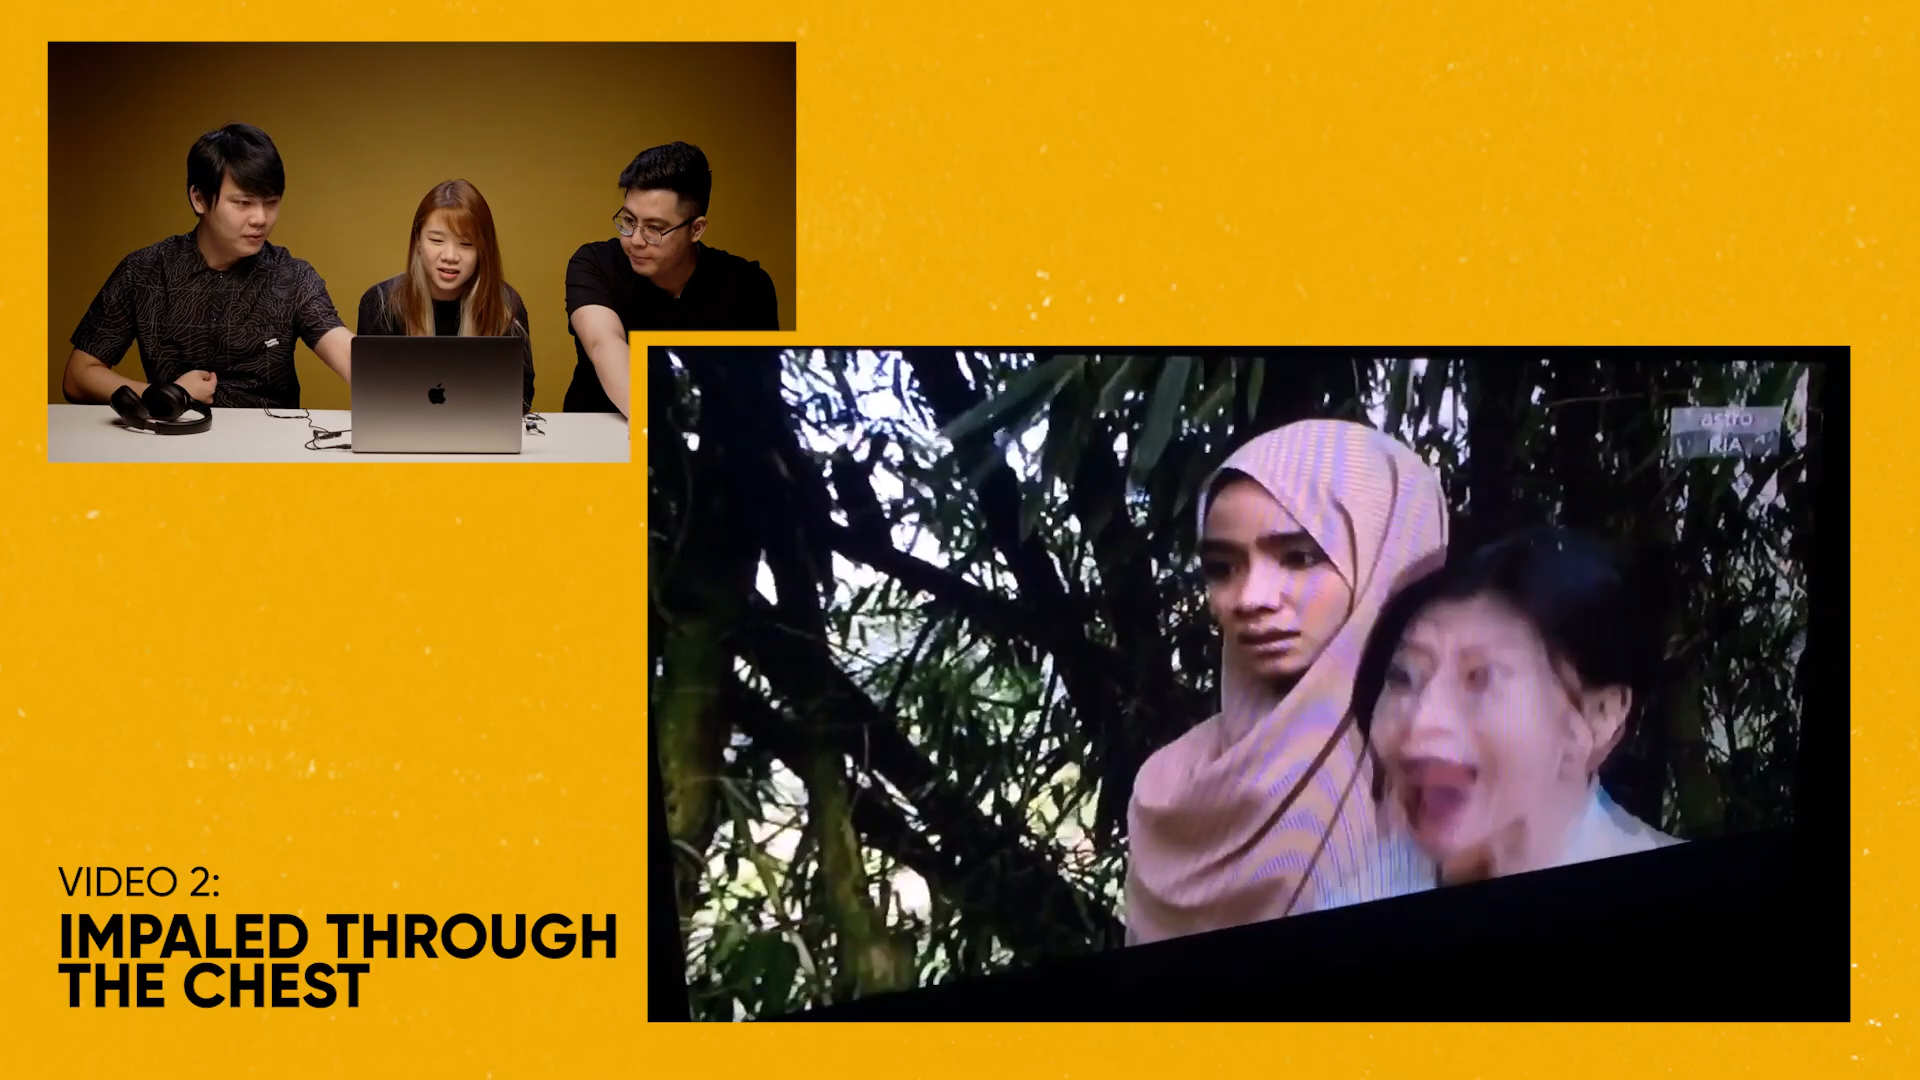 astro
RIA
VIDEO 2:
IMPALED THROUGH
THE CHEST